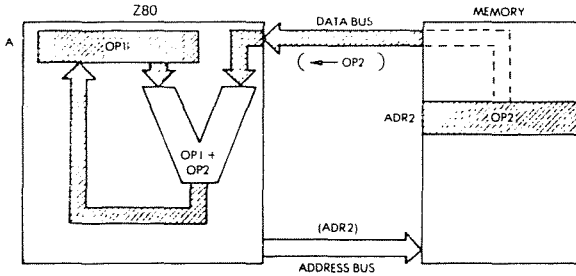 Z80
DATA BUS
MEMORY
A
OP1
( ← OP2 )
ADR2
OP2
OP1 +
OP2
(ADR2)
ADDRESS BUS